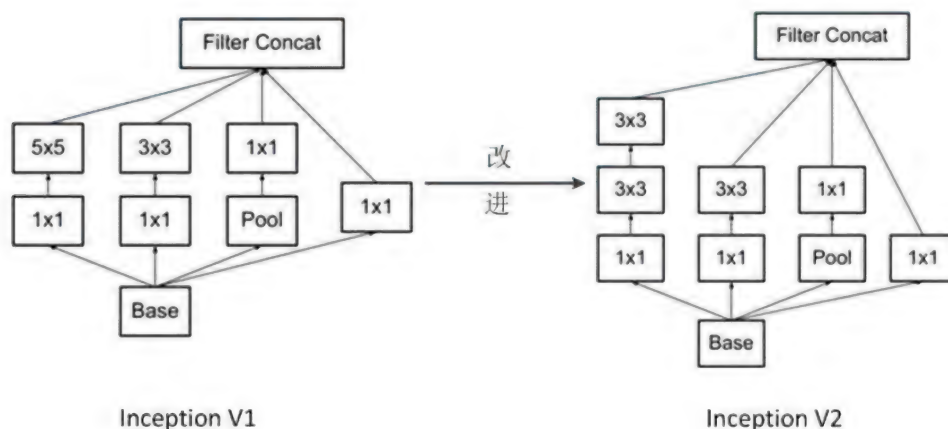 Filter Concat
5x5 3x3 1x1
1x1 1x1 Pool 1x1
Base
Inception V1
改
进
Filter Concat
3x3
3x3 3x3 1x1
1x1 1x1 Pool 1x1
Base
Inception V2